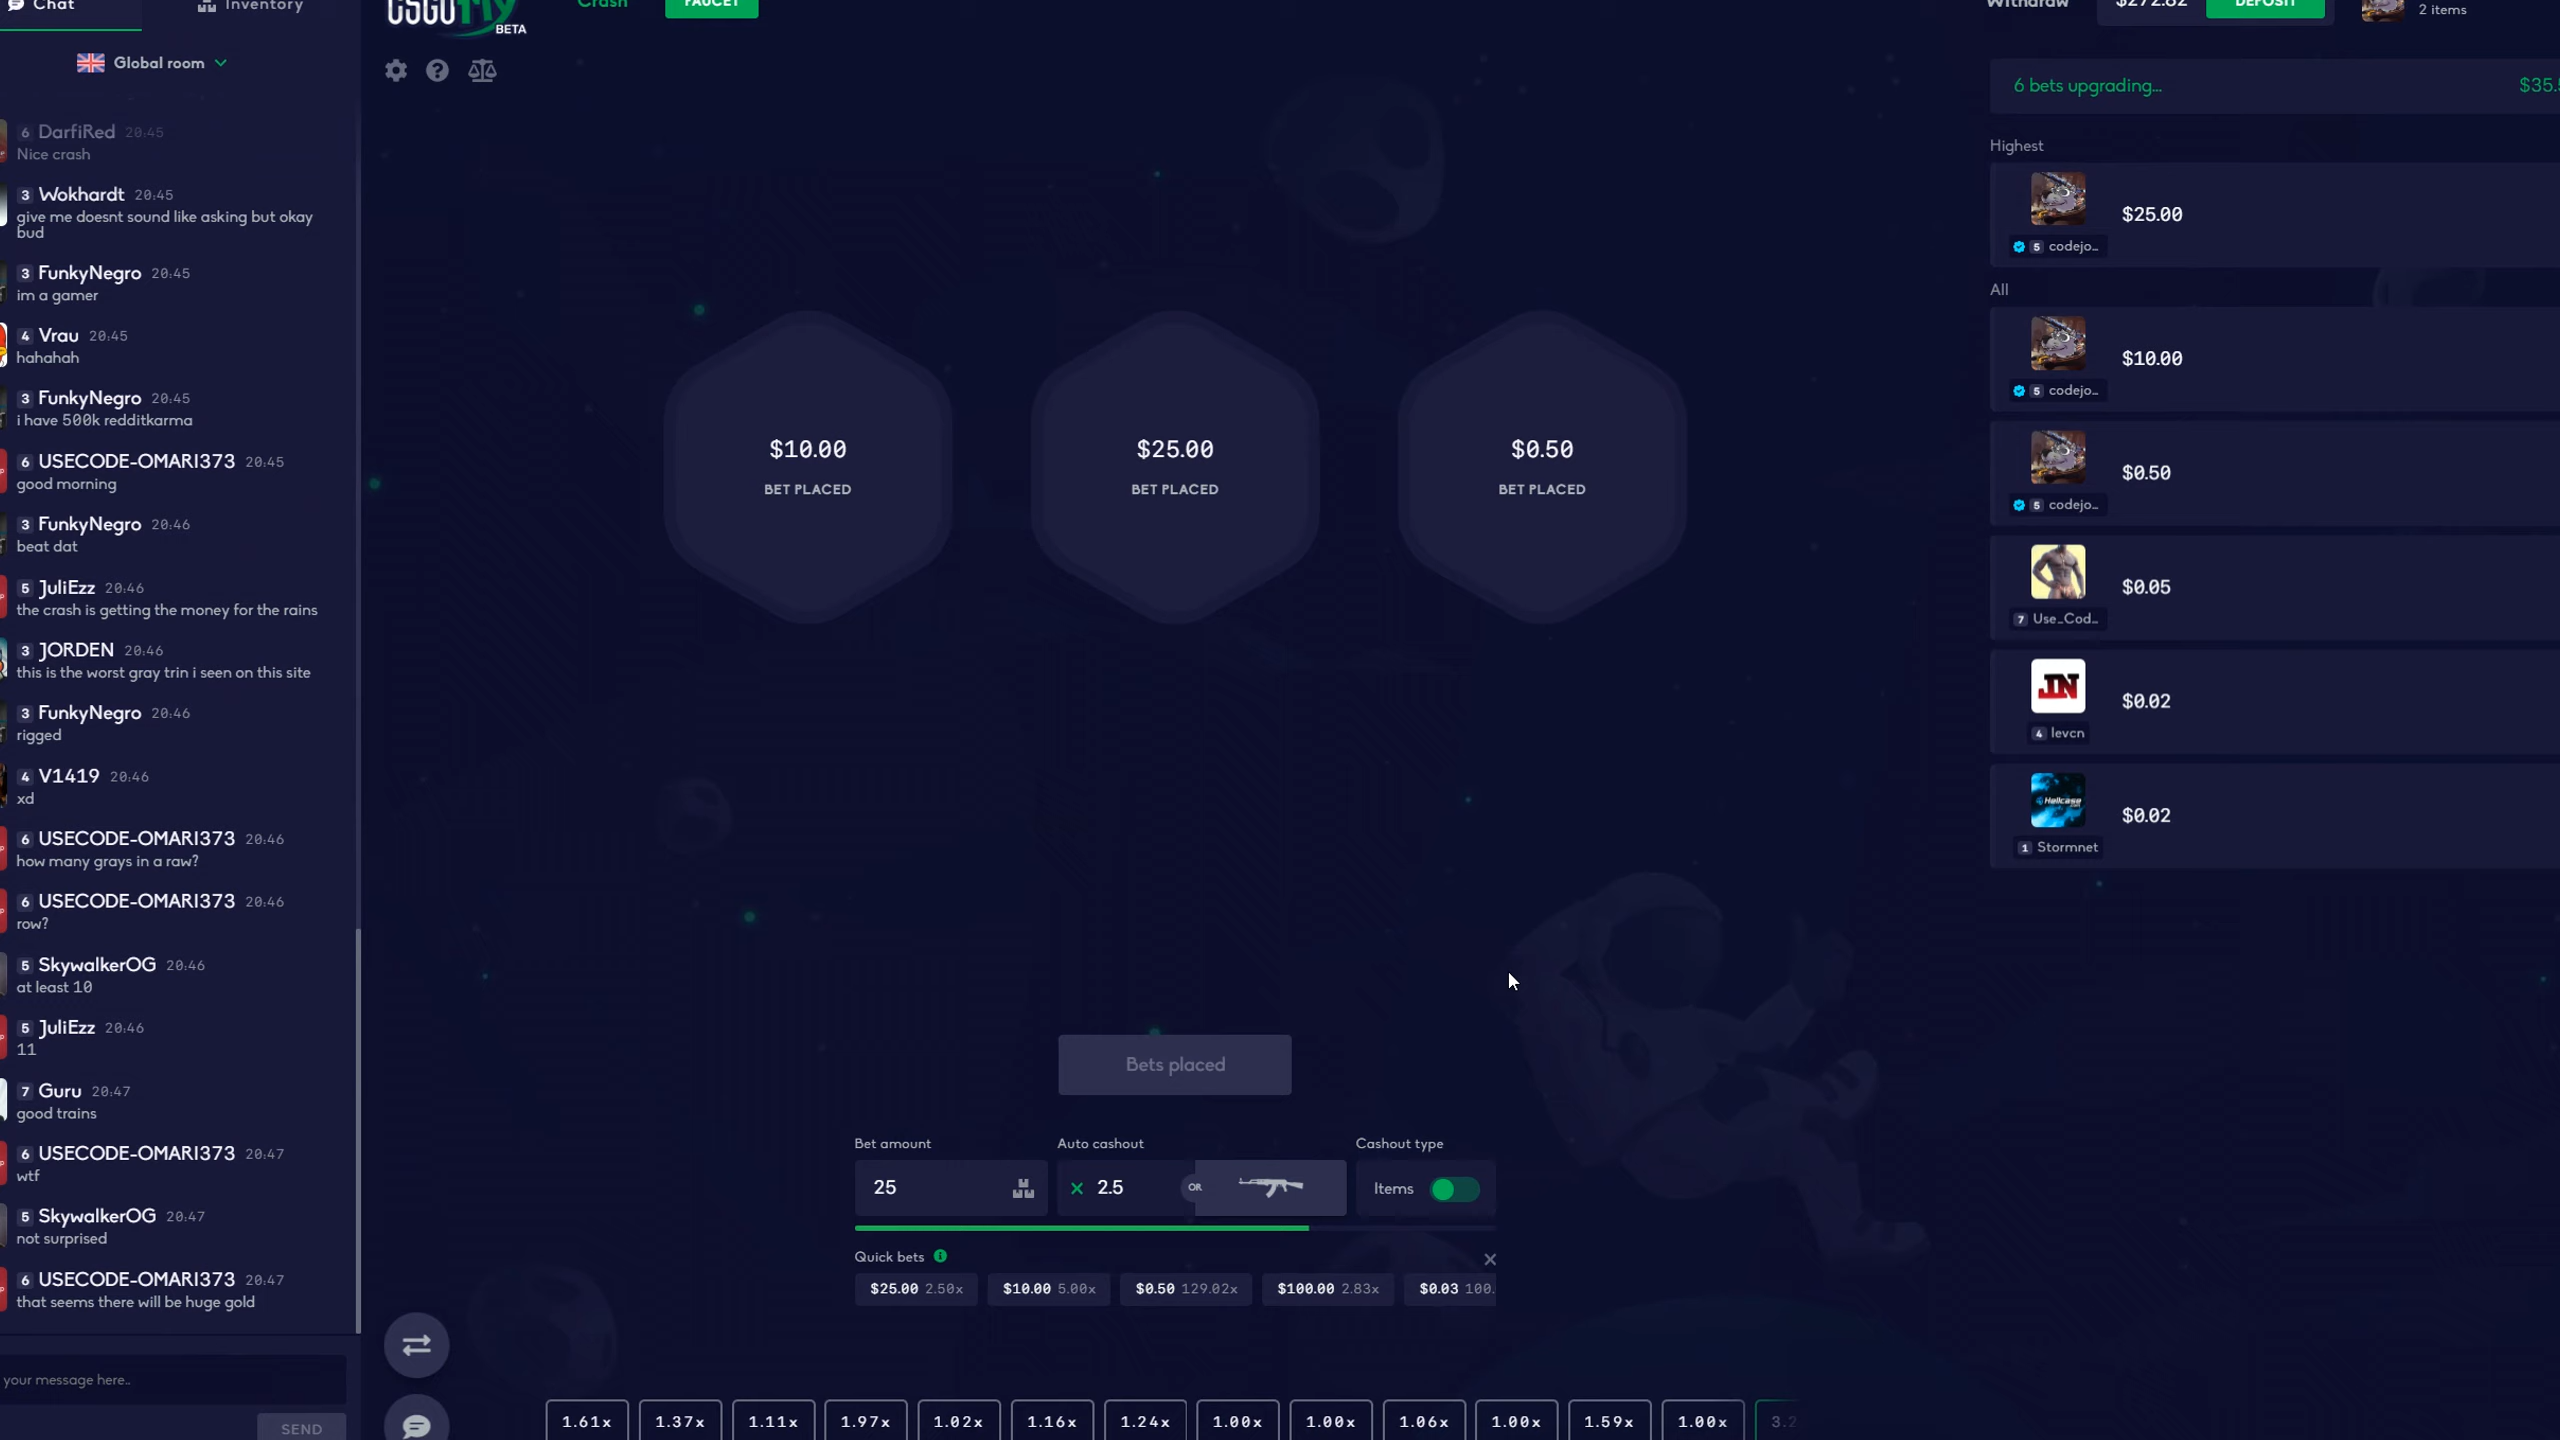 Chat
Inventory
Global room
6 DarfiRed 20:45
Nice crash
3 Wokhardt 20:45
give me doesnt sound like asking but okay
bud
3 FunkyNegro 20:45
im a gamer
4 Vrau 20:45
hahahah
3 FunkyNegro 20:45
i have 500k redditkarma
6 USECODE-OMARI373 20:45
good morning
3 FunkyNegro 20:46
beat dat
5 JuliEzz 20:46
the crash is getting the money for the rains
3 JORDEN 20:46
this is the worst gray trin i seen on this site
3 FunkyNegro 20:46
rigged
4 V1419 20:46
xd
6 USECODE-OMARI373 20:46
how many grays in a raw?
6 USECODE-OMARI373 20:46
row?
5 SkywalkerOG 20:46
at least 10
5 JuliEzz 20:46
11
7 Guru 20:47
good trains
6 USECODE-OMARI373 20:47
wtf
5 SkywalkerOG 20:47
not surprised
6 USECODE-OMARI373 20:47
that seems there will be huge gold
your message here..
SEND
CSGOFly
BETA
Crash
FAUCET
$10.00
BET PLACED
$25.00
BET PLACED
$0.50
BET PLACED
Bets placed
Bet amount
25
Auto cashout
2.5
OR
Cashout type
Items
Quick bets
$25.00 2.50x
$10.00 5.00x
$0.50 129.02x
$100.00 2.83x
$0.03 100.
1.61x
1.37x
1.11x
1.97x
1.02x
1.16x
1.24x
1.00x
1.00x
1.06x
1.00x
1.59x
1.00x
3.2
Withdraw
$272.62
DEPOSIT
2 items
6 bets upgrading...
$35.
Highest
$25.00
5 codejo...
All
$10.00
5 codejo...
$0.50
5 codejo...
$0.05
7 Use_Cod...
JN
$0.02
4 levcn
Hellcase
$0.02
1 Stormnet